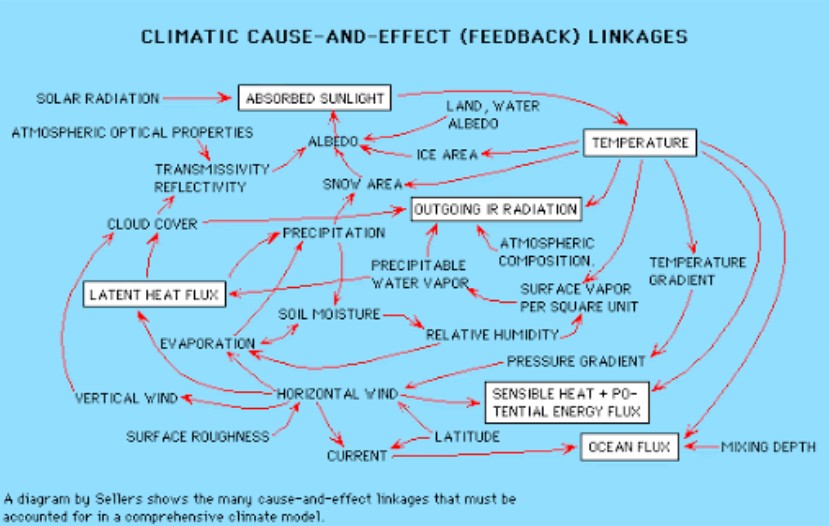 CLIMATIC CAUSE-AND-EFFECT (FEEDBACK) LINKAGES
SOLAR RADIATION
ABSORBED SUNLIGHT
LAND, WATER
ALBEDO
ATMOSPHERIC OPTICAL PROPERTIES
ALBEDO
TEMPERATURE
ICE AREA
TRANSMISSIVITY
REFLECTIVITY
SNOW AREA
OUTGOING IR RADIATION
CLOUD COVER
PRECIPITATION
ATMOSPHERIC
COMPOSITION.
PRECIPITABLE
WATER VAPOR
TEMPERATURE
GRADIENT
LATENT HEAT FLUX
SURFACE VAPOR
PER SQUARE UNIT
SOIL MOISTURE
RELATIVE HUMIDITY
EVAPORATION
PRESSURE GRADIENT
VERTICAL WIND
HORIZONTAL WIND
SENSIBLE HEAT + PO-
TENTIAL ENERGY FLUX
SURFACE ROUGHNESS
LATITUDE
CURRENT
OCEAN FLUX
MIXING DEPTH
A diagram by Sellers shows the many cause-and-effect linkages that must be
accounted for in a comprehensive climate model.